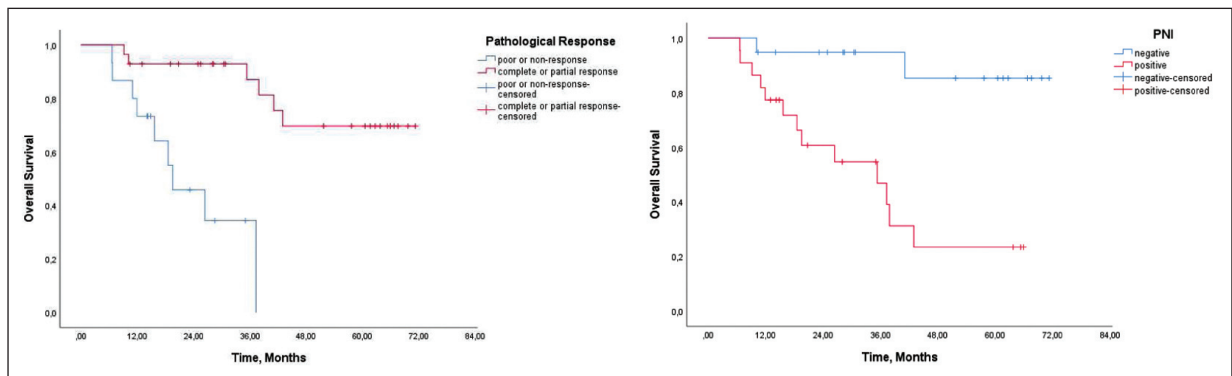 Pathological Response
poor or non-response
complete or partial response
poor or non-response-
censored
complete or partial response-
censored
Overall Survival
1,0
0,8
0,6
0,4
0,2
0,0
,00
12,00
24,00
36,00
48,00
60,00
72,00
84,00
Time, Months
PNI
negative
positive
negative-censored
positive-censored
Overall Survival
1,0
0,8
0,6
0,4
0,2
0,0
,00
12,00
24,00
36,00
48,00
60,00
72,00
84,00
Time, Months